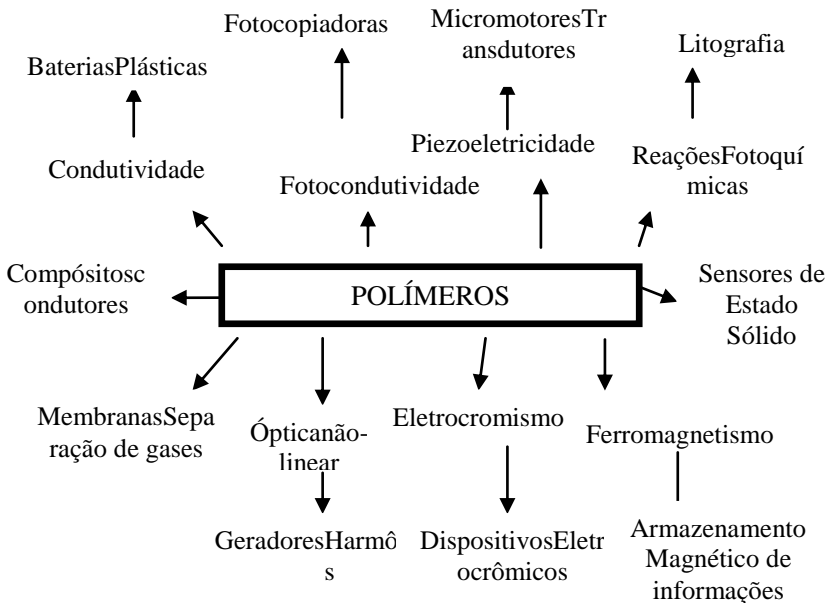 Fotocopiadoras
MicromotoresTr
ansdutores
Litografia
BateriasPlásticas
Condutividade
Fotocondutividade
Piezoeletricidade
ReaçõesFotoquí
micas
Compósitosc
ondutores
POLÍMEROS
Sensores de
Estado
Sólido
MembranasSepa
ração de gases
Ópticanão-
linear
Eletrocromismo
Ferromagnetismo
GeradoresHarmô
s
DispositivosEletr
ocrômicos
Armazenamento
Magnético de
informações